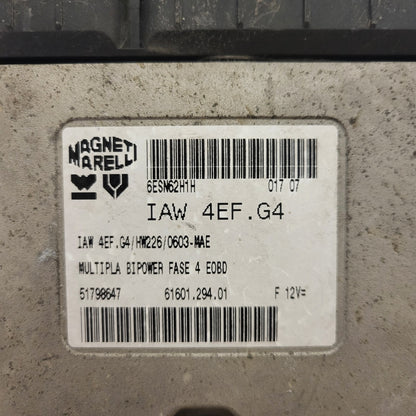 MAGNETI
MARELLI
6ESN62H1H 017 07
IAW 4EF.G4
IAW 4EF.G4/HW226/0603-MAE
MULTIPLA BIPOWER FASE 4 EOBD
51798647 61601.294.01 F 12V=